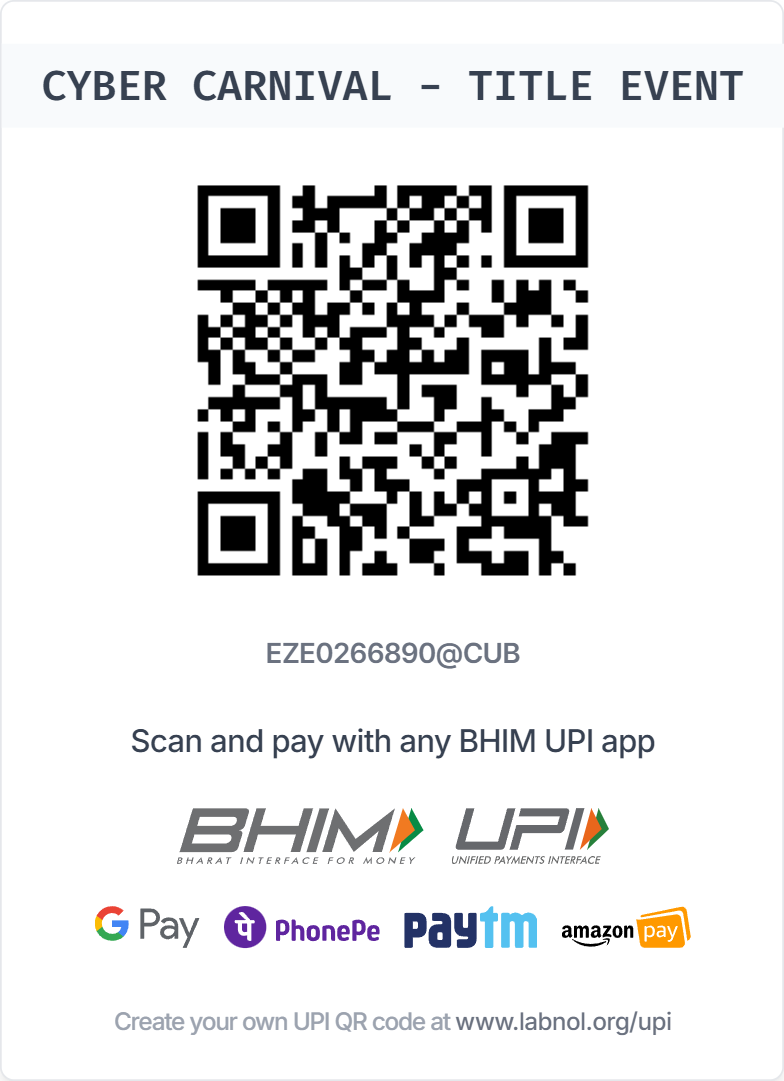 CYBER CARNIVAL – TITLE EVENT
EZE0266890@CUB
Scan and pay with any BHIM UPI app
BHIM UPI
BHARAT INTERFACE FOR MONEY UNIFIED PAYMENTS INTERFACE
G Pay पे PhonePe paytm amazon pay
Create your own UPI QR code at www.labnol.org/upi